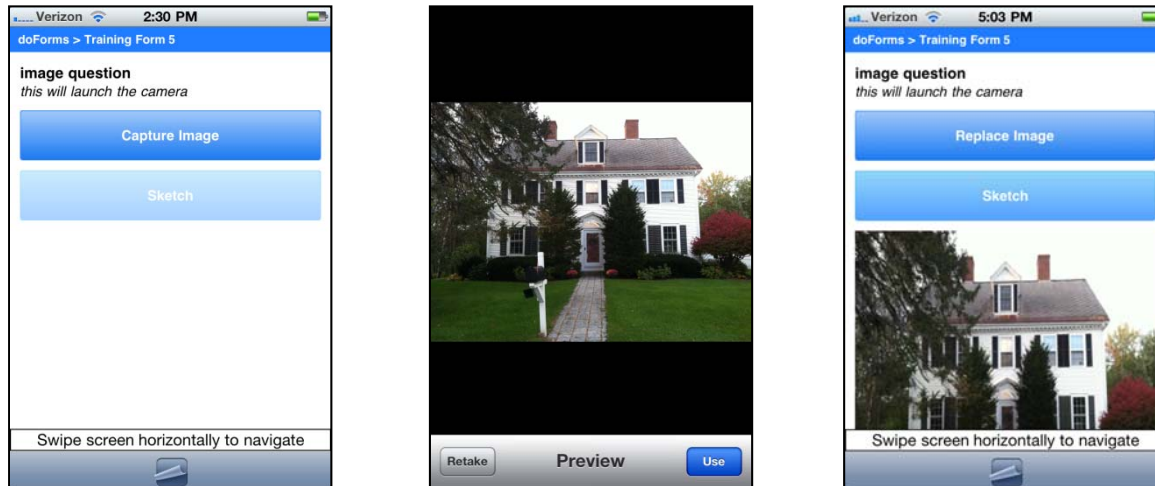 Verizon 2:30 PM
doForms > Training Form 5
image question
this will launch the camera
Capture Image
Sketch
Swipe screen horizontally to navigate
Retake
Preview
Use
Verizon 5:03 PM
doForms > Training Form 5
image question
this will launch the camera
Replace Image
Sketch
Swipe screen horizontally to navigate